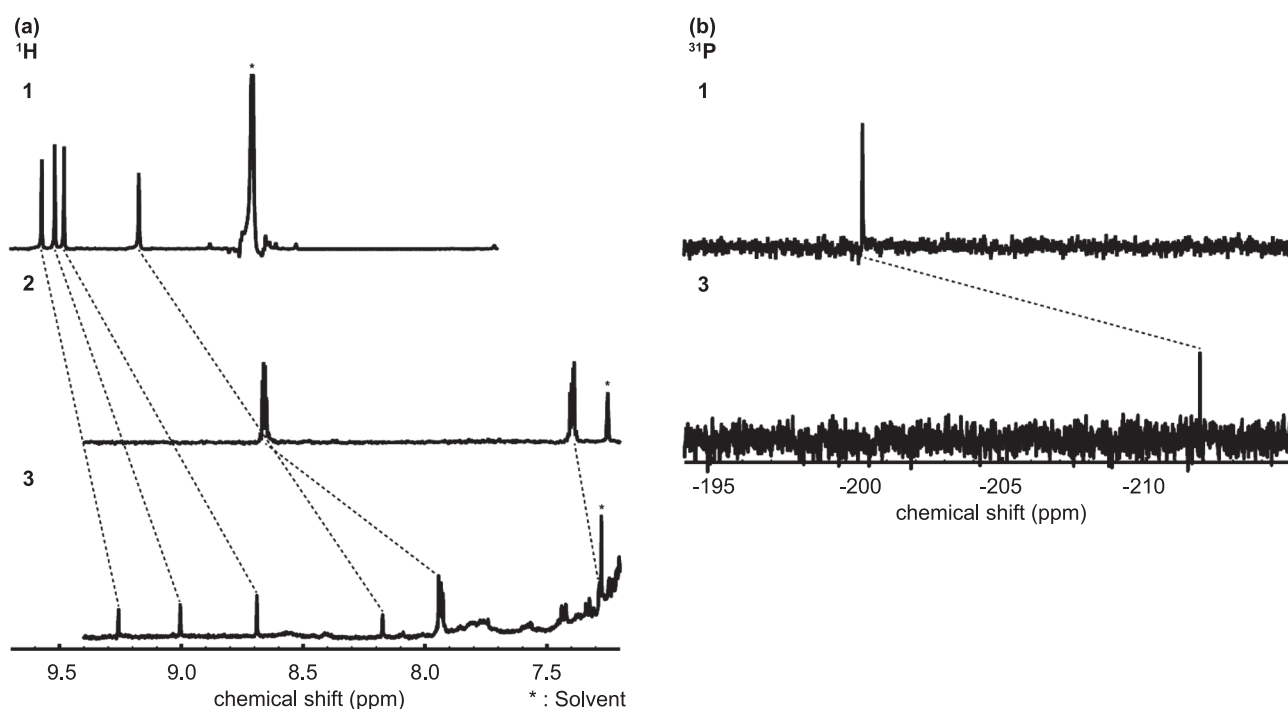 (a)
¹H
1
*
2
*
3
*
9.5 9.0 8.5 8.0 7.5
chemical shift (ppm)
* : Solvent
(b)
³¹P
1
3
-195 -200 -205 -210
chemical shift (ppm)